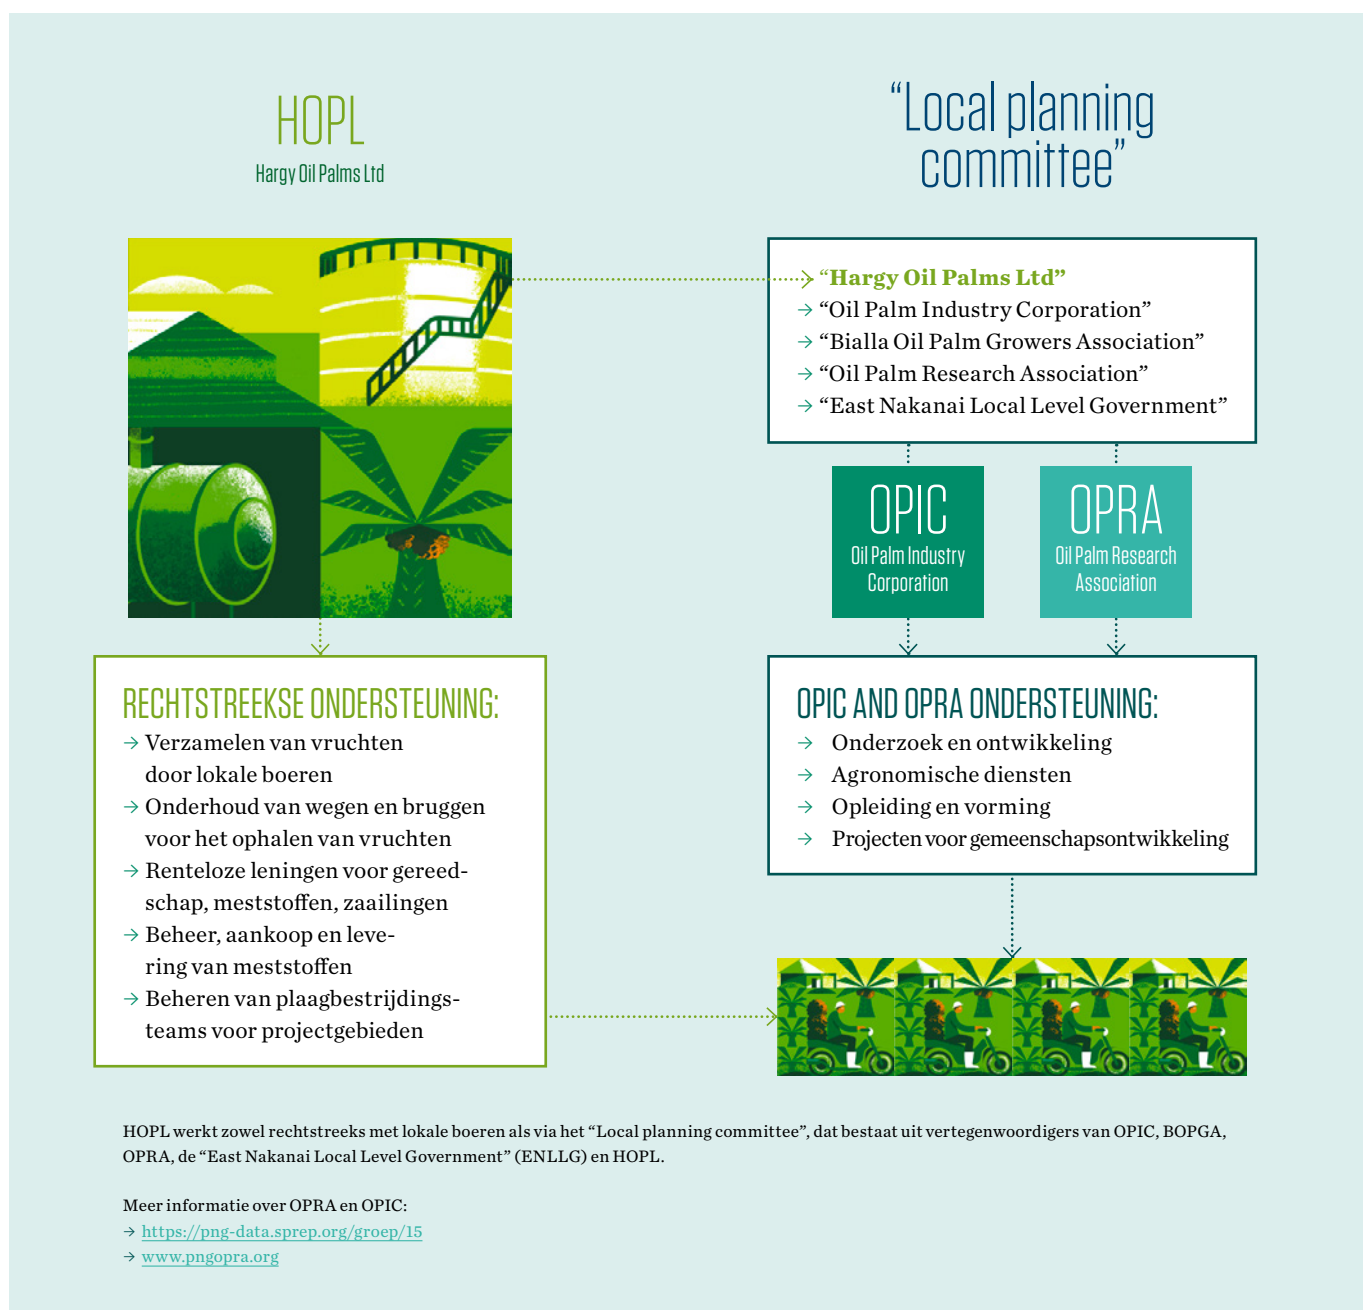 HOPL
Hargy Oil Palms Ltd
“Local planning
committee”
“Hargy Oil Palms Ltd”
→ “Oil Palm Industry Corporation”
→ “Bialla Oil Palm Growers Association”
→ “Oil Palm Research Association”
→ “East Nakanai Local Level Government”
OPIC
Oil Palm Industry
Corporation
OPRA
Oil Palm Research
Association
RECHTSTREEKSE ONDERSTEUNING:
→ Verzamelen van vruchten
door lokale boeren
→ Onderhoud van wegen en bruggen
voor het ophalen van vruchten
→ Renteloze leningen voor gereed-
schap, meststoffen, zaailingen
→ Beheer, aankoop en leve-
ring van meststoffen
→ Beheren van plaagbestrijdings-
teams voor projectgebieden
OPIC AND OPRA ONDERSTEUNING:
→ Onderzoek en ontwikkeling
→ Agronomische diensten
→ Opleiding en vorming
→ Projecten voor gemeenschapsontwikkeling
HOPL werkt zowel rechtstreeks met lokale boeren als via het “Local planning committee”, dat bestaat uit vertegenwoordigers van OPIC, BOPGA,
OPRA, de “East Nakanai Local Level Government” (ENLLG) en HOPL.
Meer informatie over OPRA en OPIC:
→ https://png-data.sprep.org/groep/15
→ www.pngopra.org